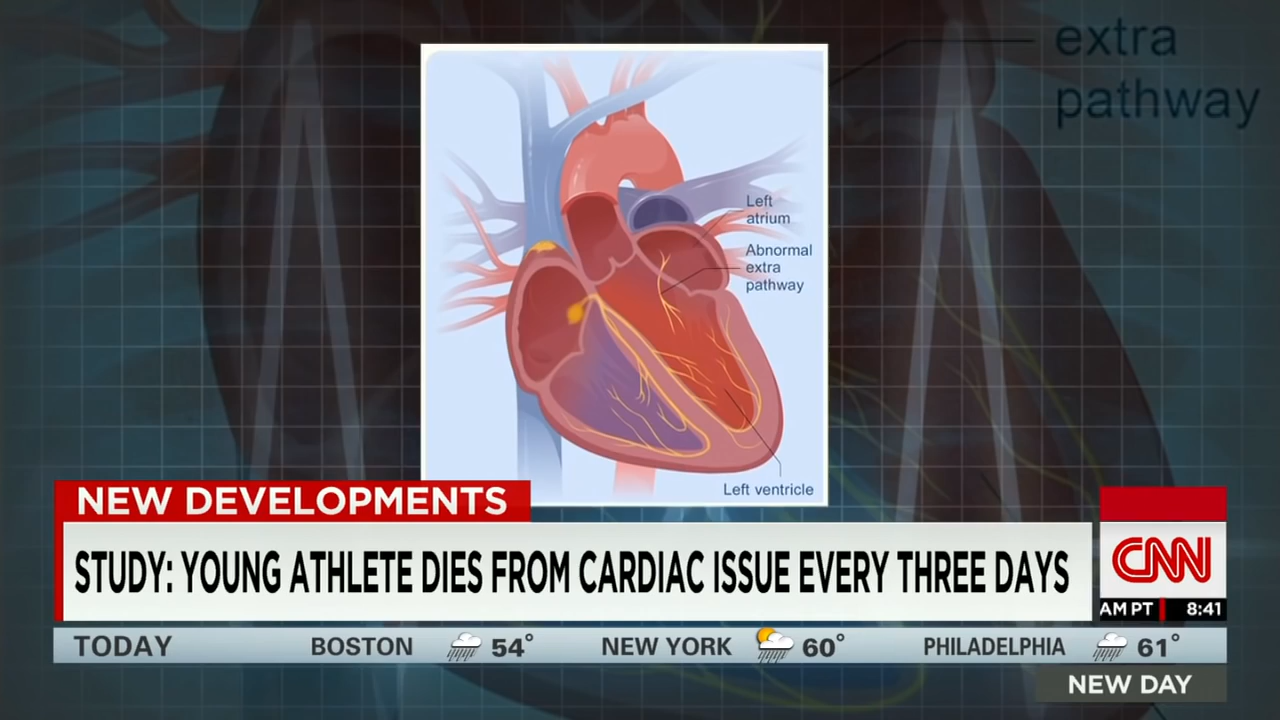 extra
pathway
Left
atrium
Abnormal
extra
pathway
Left ventricle
NEW DEVELOPMENTS
STUDY: YOUNG ATHLETE DIES FROM CARDIAC ISSUE EVERY THREE DAYS
CNN
AM PT 8:41
TODAY BOSTON 54° NEW YORK 60° PHILADELPHIA 61°
NEW DAY